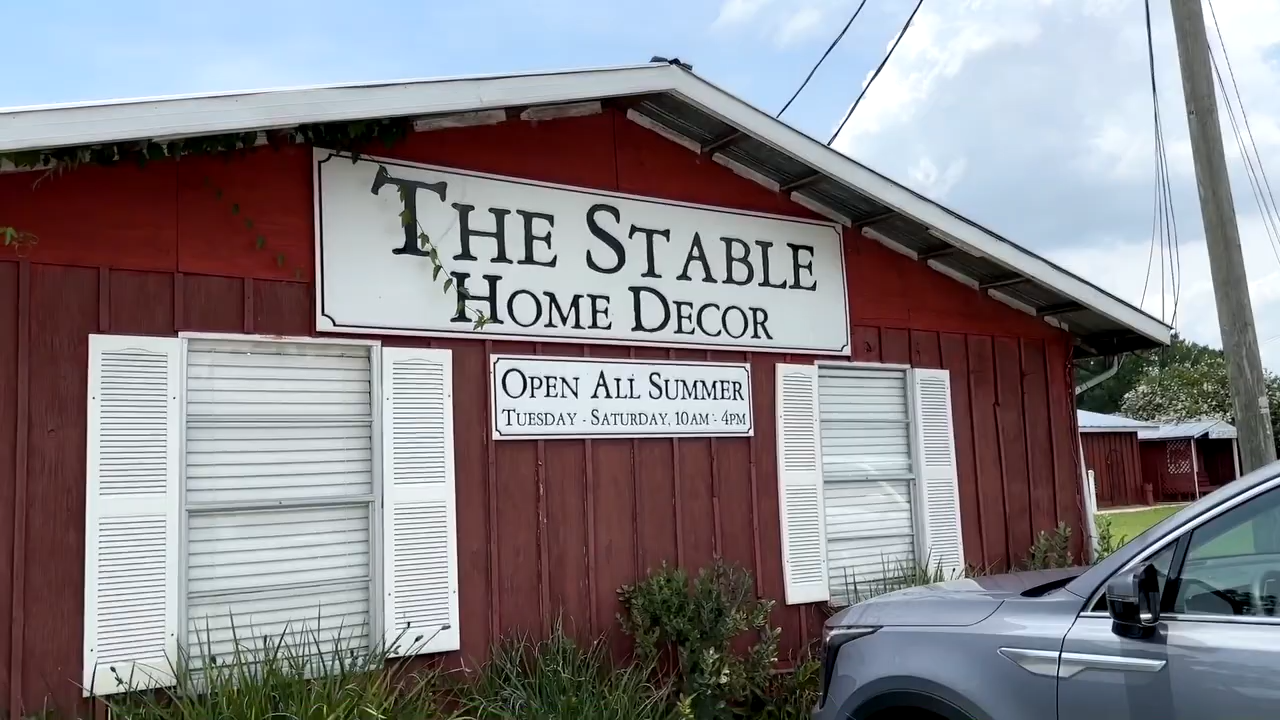 The Stable
Home Decor
Open All Summer
Tuesday - Saturday, 10am - 4pm